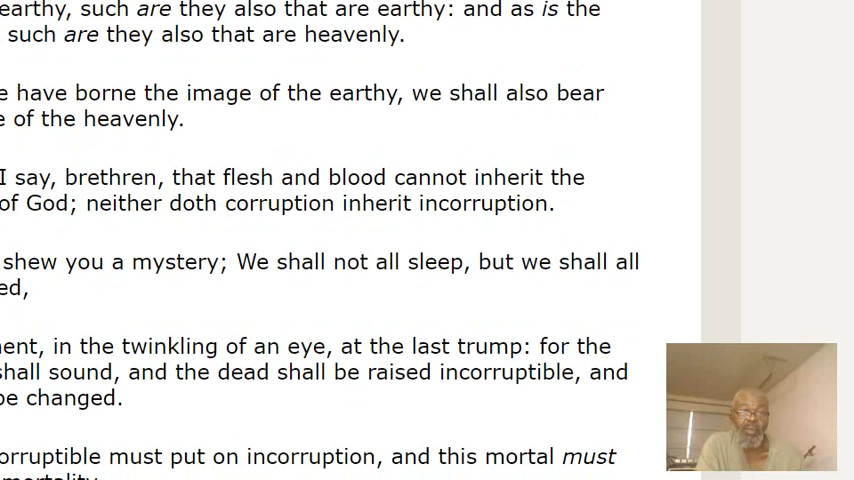 earthy, such are they also that are earthy: and as is the
such are they also that are heavenly.
e have borne the image of the earthy, we shall also bear
e of the heavenly.
I say, brethren, that flesh and blood cannot inherit the
of God; neither doth corruption inherit incorruption.
shew you a mystery; We shall not all sleep, but we shall all
ed,
ent, in the twinkling of an eye, at the last trump: for the
shall sound, and the dead shall be raised incorruptible, and
be changed.
orruptible must put on incorruption, and this mortal must
mortality